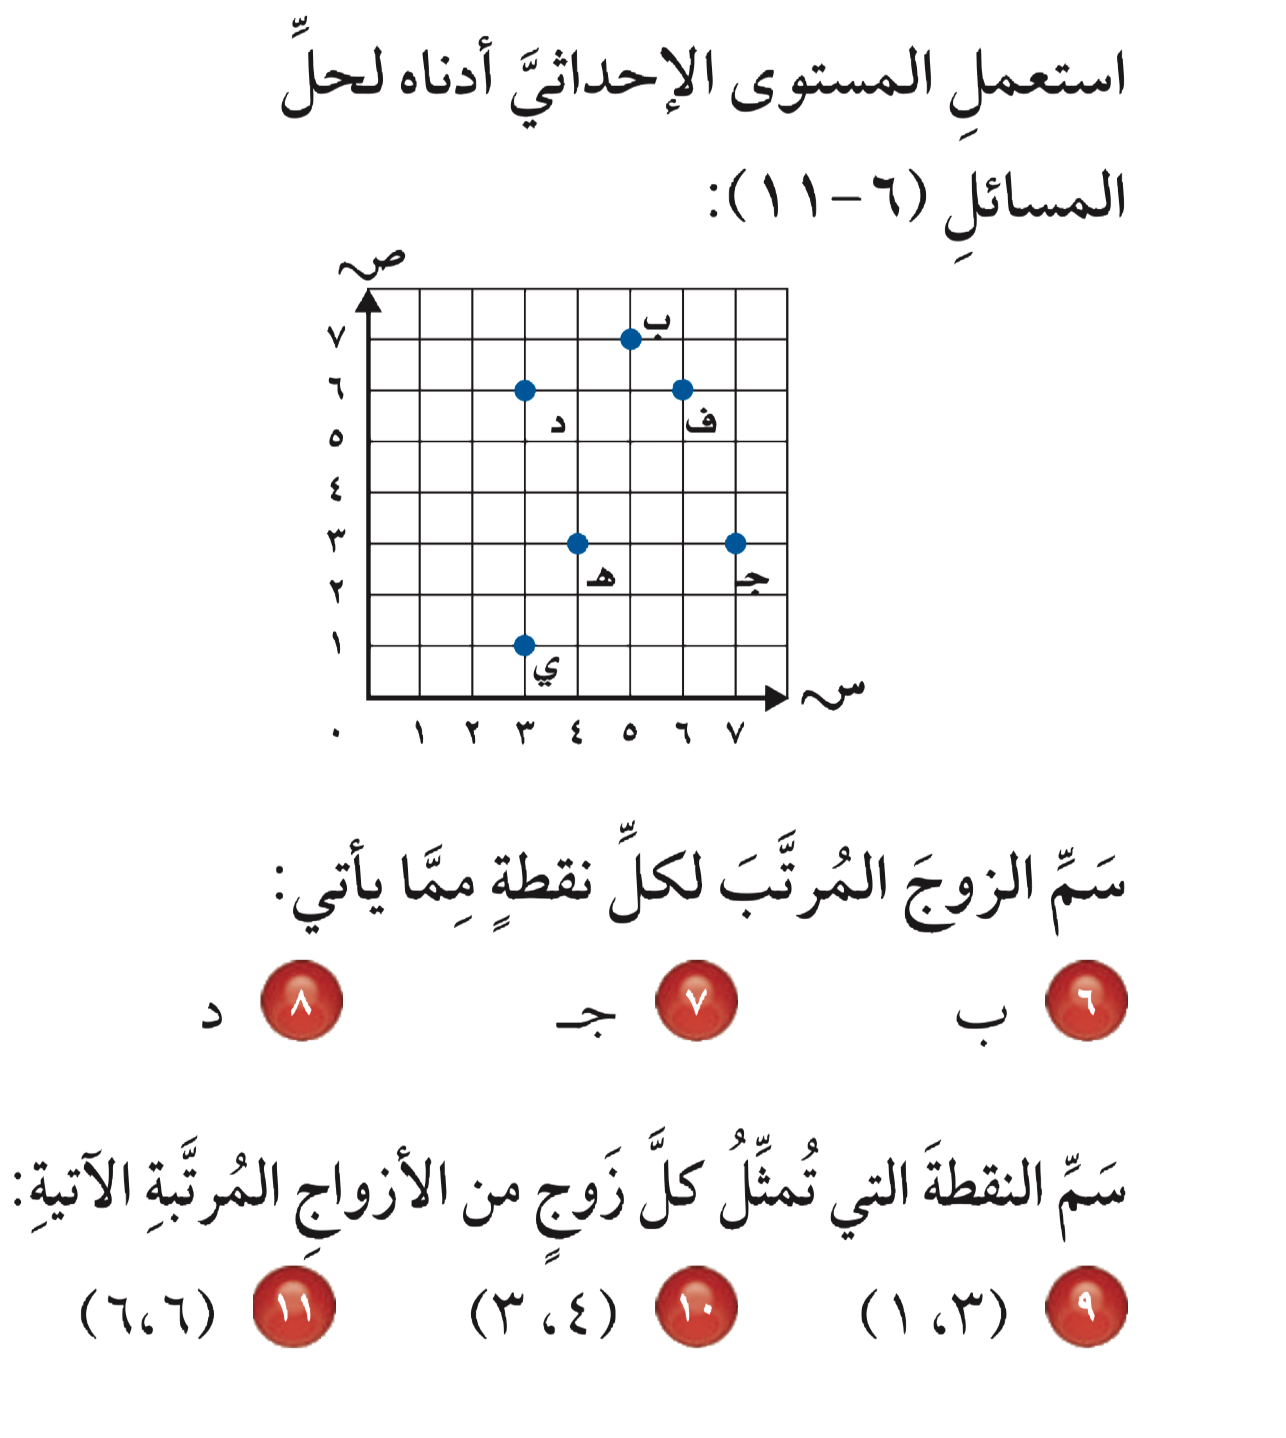 استعملِ المستوى الإحداثيَّ أدناه لحلِّ
المسائلِ (٦-١١):
صـ
٧
ب
٦
د
ف
٥
٤
٣
هـ
جـ
٢
١
ي
سـ
٠ ١ ٢ ٣ ٤ ٥ ٦ ٧
سَمِّ الزوجَ المُرتَّبَ لكلِّ نقطةٍ مِمَّا يأتي:
٦ ب ٧ جـ ٨ د
سَمِّ النقطةَ التي تُمثِّلُ كلَّ زَوجٍ من الأزواجِ المُرتَّبةِ الآتيةِ:
٩ (٣، ١) ١٠ (٤، ٣) ١١ (٦،٦)